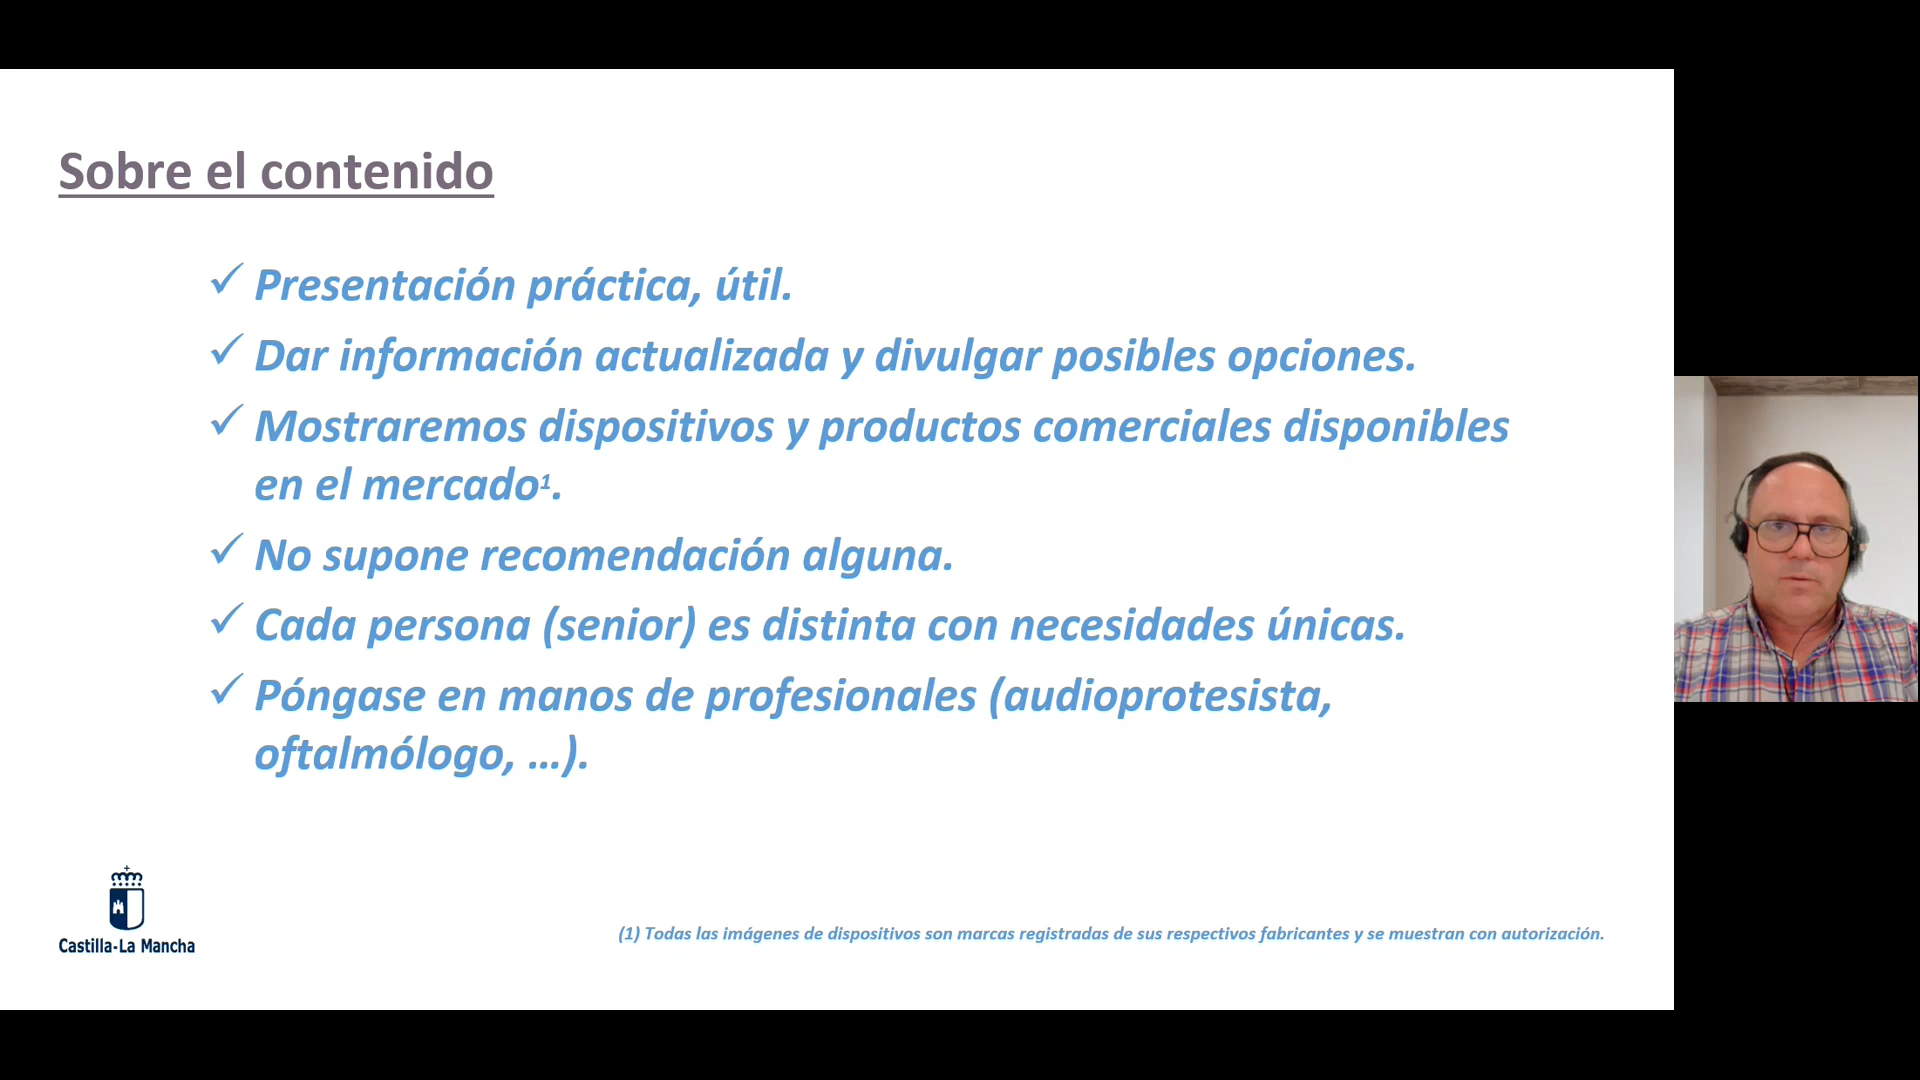 Sobre el contenido
✓ Presentación práctica, útil.
✓ Dar información actualizada y divulgar posibles opciones.
✓ Mostraremos dispositivos y productos comerciales disponibles
en el mercado¹.
✓ No supone recomendación alguna.
✓ Cada persona (senior) es distinta con necesidades únicas.
✓ Póngase en manos de profesionales (audioprotesista,
oftalmólogo, ...).
Castilla-La Mancha
(1) Todas las imágenes de dispositivos son marcas registradas de sus respectivos fabricantes y se muestran con autorización.